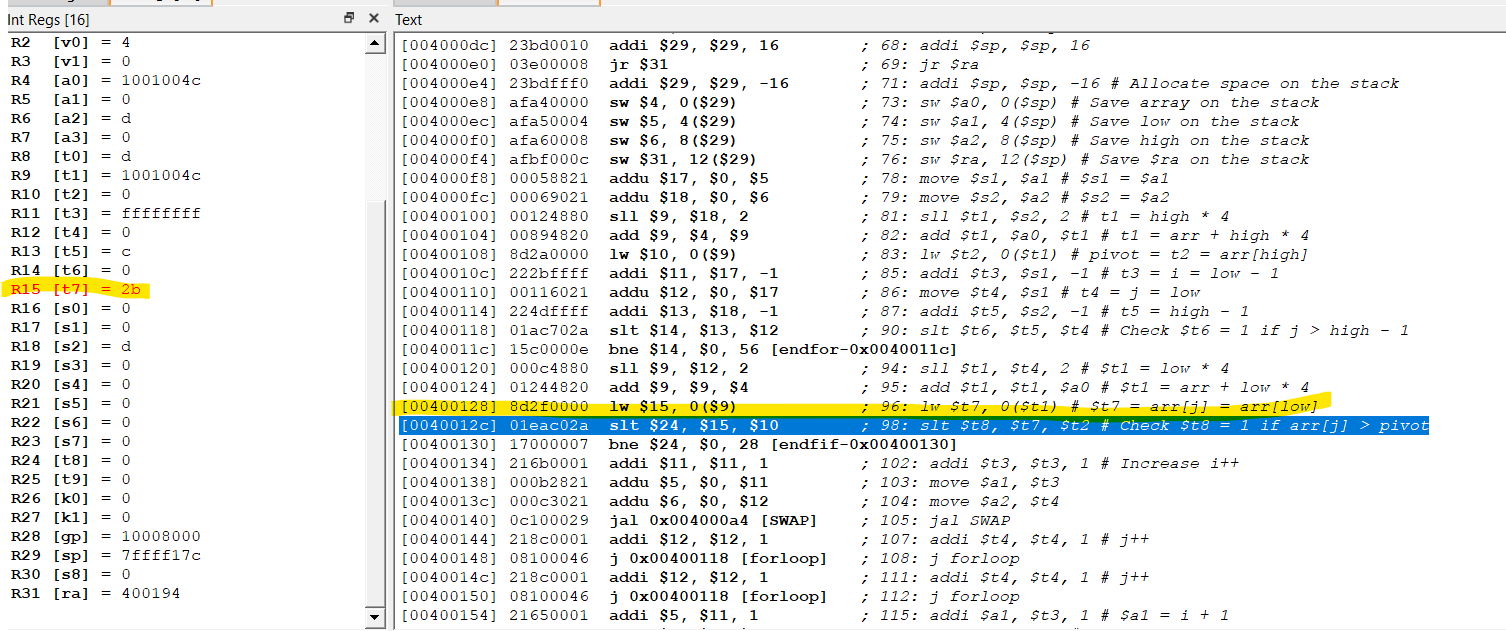 Int Regs [16]
R2 [v0] = 4
R3 [v1] = 0
R4 [a0] = 1001004c
R5 [a1] = 0
R6 [a2] = d
R7 [a3] = 0
R8 [t0] = d
R9 [t1] = 1001004c
R10 [t2] = 0
R11 [t3] = ffffffff
R12 [t4] = 0
R13 [t5] = c
R14 [t6] = 0
R15 [t7] = 2b
R16 [s0] = 0
R17 [s1] = 0
R18 [s2] = d
R19 [s3] = 0
R20 [s4] = 0
R21 [s5] = 0
R22 [s6] = 0
R23 [s7] = 0
R24 [t8] = 0
R25 [t9] = 0
R26 [k0] = 0
R27 [k1] = 0
R28 [gp] = 10008000
R29 [sp] = 7ffff17c
R30 [s8] = 0
R31 [ra] = 400194
Text
[004000dc] 23bd0010 addi $29, $29, 16 ; 68: addi $sp, $sp, 16
[004000e0] 03e00008 jr $31 ; 69: jr $ra
[004000e4] 23bdfff0 addi $29, $29, -16 ; 71: addi $sp, $sp, -16 # Allocate space on the stack
[004000e8] afa40000 sw $4, 0($29) ; 73: sw $a0, 0($sp) # Save array on the stack
[004000ec] afa50004 sw $5, 4($29) ; 74: sw $a1, 4($sp) # Save low on the stack
[004000f0] afa60008 sw $6, 8($29) ; 75: sw $a2, 8($sp) # Save high on the stack
[004000f4] afbf000c sw $31, 12($29) ; 76: sw $ra, 12($sp) # Save $ra on the stack
[004000f8] 00058821 addu $17, $0, $5 ; 78: move $s1, $a1 # $s1 = $a1
[004000fc] 00069021 addu $18, $0, $6 ; 79: move $s2, $a2 # $s2 = $a2
[00400100] 00124880 sll $9, $18, 2 ; 81: sll $t1, $s2, 2 # t1 = high * 4
[00400104] 00894820 add $9, $4, $9 ; 82: add $t1, $a0, $t1 # t1 = arr + high * 4
[00400108] 8d2a0000 lw $10, 0($9) ; 83: lw $t2, 0($t1) # pivot = t2 = arr[high]
[0040010c] 222bffff addi $11, $17, -1 ; 85: addi $t3, $s1, -1 # t3 = i = low - 1
[00400110] 00116021 addu $12, $0, $17 ; 86: move $t4, $s1 # t4 = j = low
[00400114] 224dffff addi $13, $18, -1 ; 87: addi $t5, $s2, -1 # t5 = high - 1
[00400118] 01ac702a slt $14, $13, $12 ; 90: slt $t6, $t5, $t4 # Check $t6 = 1 if j > high - 1
[0040011c] 15c0000e bne $14, $0, 56 [endfor-0x0040011c]
[00400120] 000c4880 sll $9, $12, 2 ; 94: sll $t1, $t4, 2 # $t1 = low * 4
[00400124] 01244820 add $9, $9, $4 ; 95: add $t1, $t1, $a0 # $t1 = arr + low * 4
[00400128] 8d2f0000 lw $15, 0($9) ; 96: lw $t7, 0($t1) # $t7 = arr[j] = arr[low]
[0040012c] 01eac02a slt $24, $15, $10 ; 98: slt $t8, $t7, $t2 # Check $t8 = 1 if arr[j] > pivot
[00400130] 17000007 bne $24, $0, 28 [endfif-0x00400130]
[00400134] 216b0001 addi $11, $11, 1 ; 102: addi $t3, $t3, 1 # Increase i++
[00400138] 000b2821 addu $5, $0, $11 ; 103: move $a1, $t3
[0040013c] 000c3021 addu $6, $0, $12 ; 104: move $a2, $t4
[00400140] 0c100029 jal 0x004000a4 [SWAP] ; 105: jal SWAP
[00400144] 218c0001 addi $12, $12, 1 ; 107: addi $t4, $t4, 1 # j++
[00400148] 08100046 j 0x00400118 [forloop] ; 108: j forloop
[0040014c] 218c0001 addi $12, $12, 1 ; 111: addi $t4, $t4, 1 # j++
[00400150] 08100046 j 0x00400118 [forloop] ; 112: j forloop
[00400154] 21650001 addi $5, $11, 1 ; 115: addi $a1, $t3, 1 # $a1 = i + 1